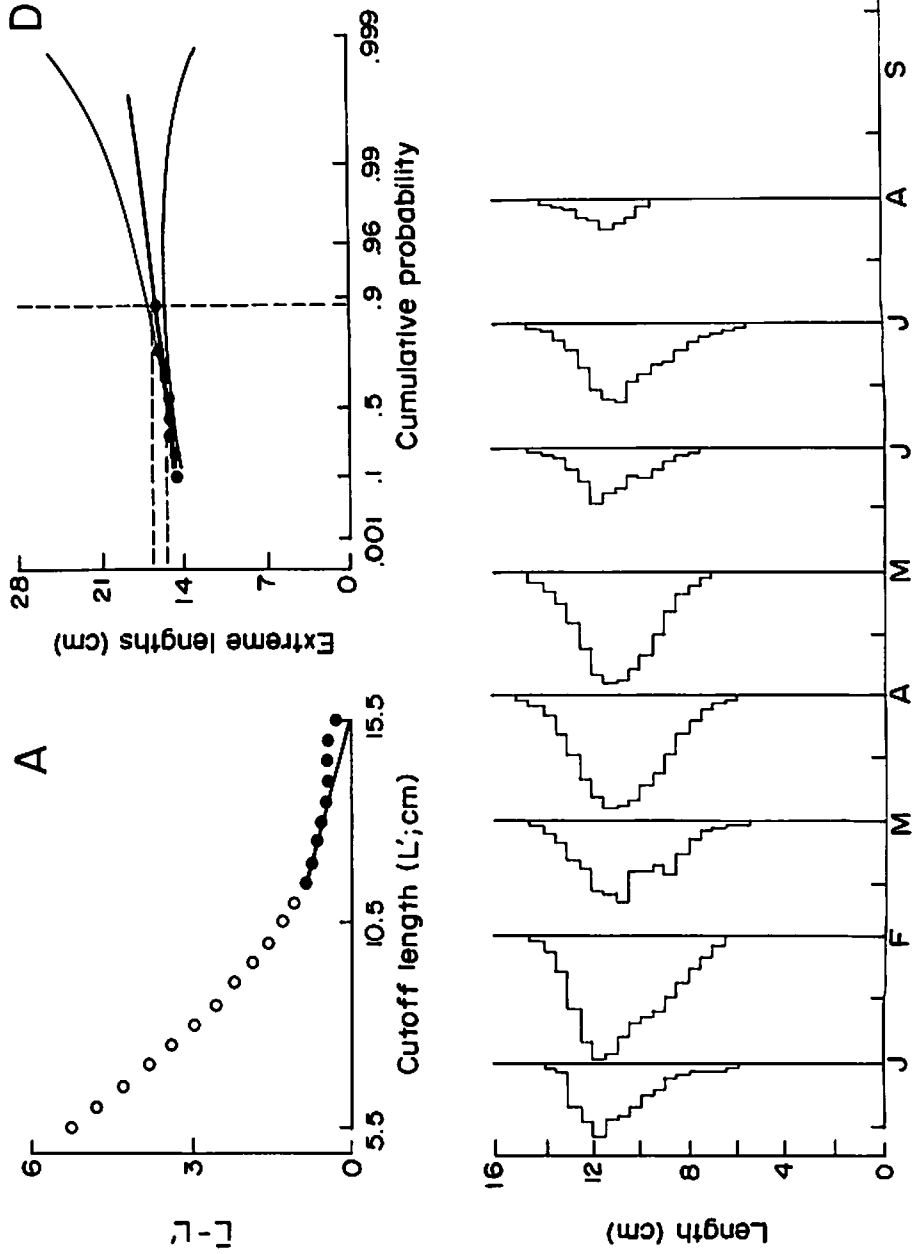 A
6
3
0
L̄-L'
5.5
10.5
15.5
Cutoff length (L';cm)
D
28
21
14
7
0
Extreme lengths (cm)
.001
.1
.5
.9
.96
.99
.999
Cumulative probability
16
12
8
4
0
Length (cm)
J
F
M
A
M
J
J
A
S